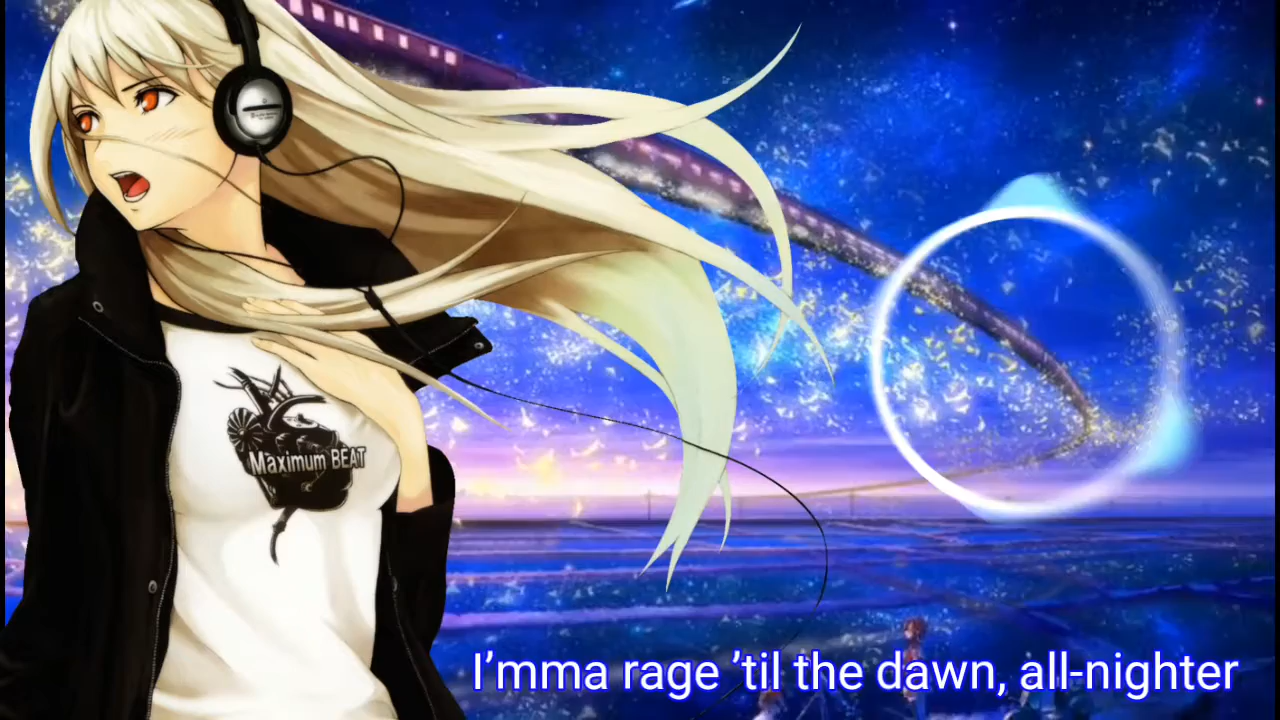 Maximum BEAT
I’mma rage ’til the dawn, all-nighter